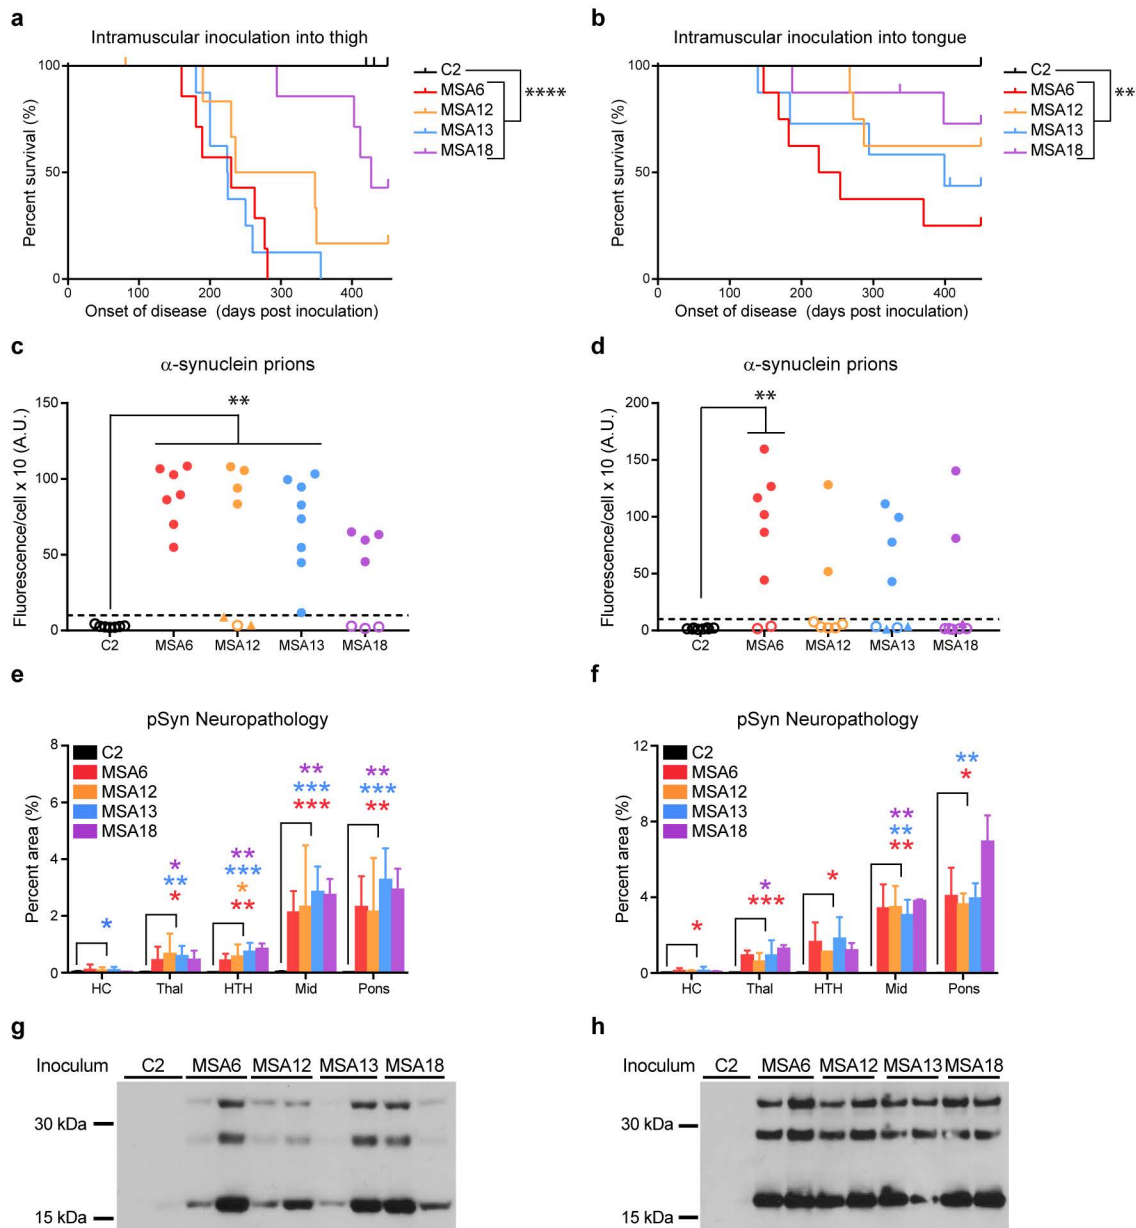 a
Intramuscular inoculation into thigh
Percent survival (%)
100
50
0
0 100 200 300 400
Onset of disease (days post inoculation)
C2
MSA6
MSA12
MSA13
MSA18
****
b
Intramuscular inoculation into tongue
Percent survival (%)
100
50
0
0 100 200 300 400
Onset of disease (days post inoculation)
C2
MSA6
MSA12
MSA13
MSA18
**
c
α-synuclein prions
Fluorescence/cell x 10 (A.U.)
150
100
50
0
**
C2 MSA6 MSA12 MSA13 MSA18
d
α-synuclein prions
Fluorescence/cell x 10 (A.U.)
200
150
100
50
0
**
C2 MSA6 MSA12 MSA13 MSA18
e
pSyn Neuropathology
Percent area (%)
8
6
4
2
0
C2
MSA6
MSA12
MSA13
MSA18
*
*
**
*
**
***
*
**
**
***
***
**
***
**
HC Thal HTH Mid Pons
f
pSyn Neuropathology
Percent area (%)
12
8
4
0
C2
MSA6
MSA12
MSA13
MSA18
*
*
***
*
**
**
**
**
*
HC Thal HTH Mid Pons
g
Inoculum C2 MSA6 MSA12 MSA13 MSA18
30 kDa
15 kDa
h
Inoculum C2 MSA6 MSA12 MSA13 MSA18
30 kDa
15 kDa